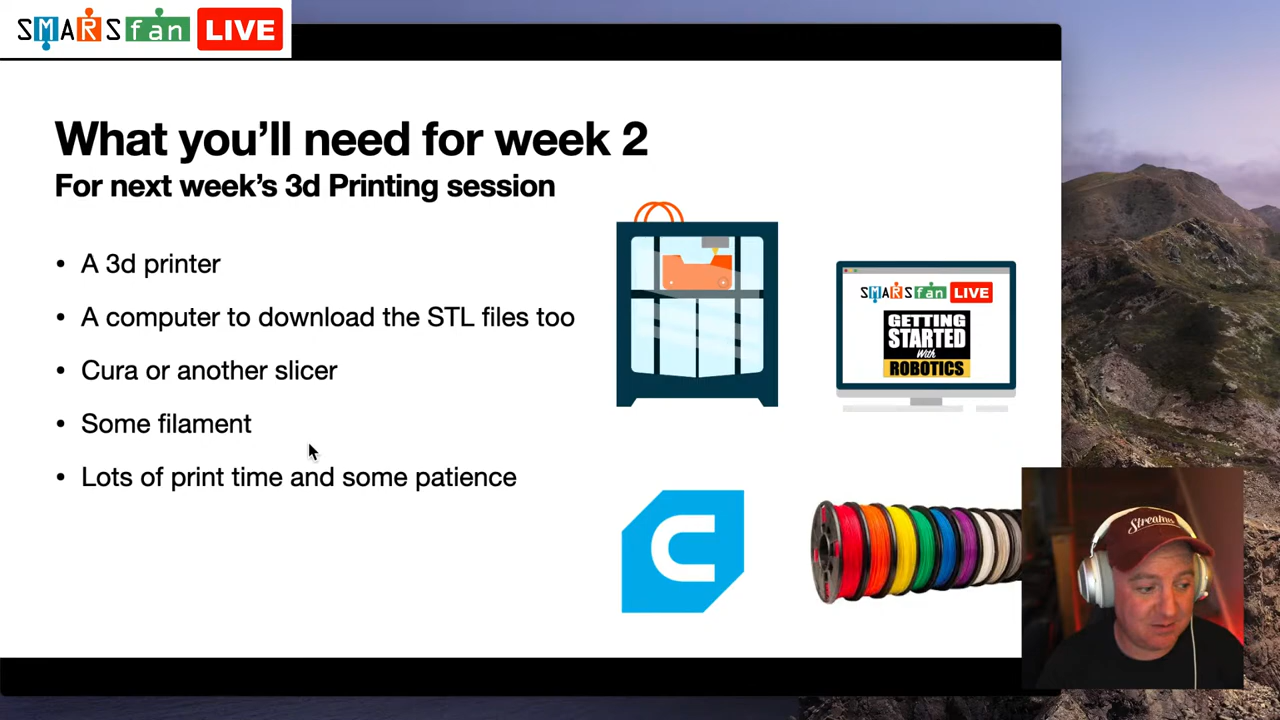 SMARSfan LIVE
What you'll need for week 2
For next week's 3d Printing session
• A 3d printer
• A computer to download the STL files too
• Cura or another slicer
• Some filament
• Lots of print time and some patience
SMARSfan LIVE
GETTING
STARTED
With
ROBOTICS
C
Streams